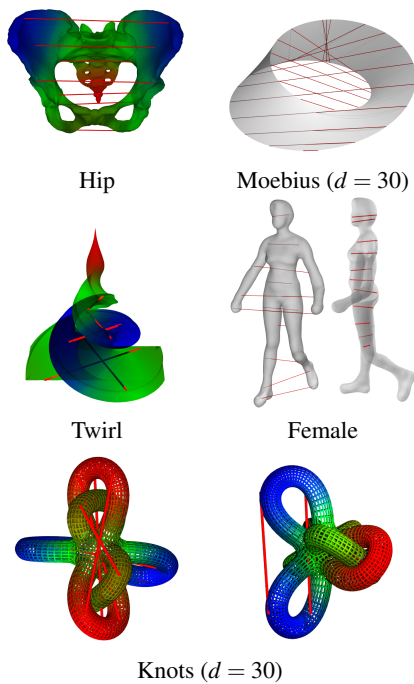 Hip
Moebius (d = 30)
Twirl
Female
Knots (d = 30)